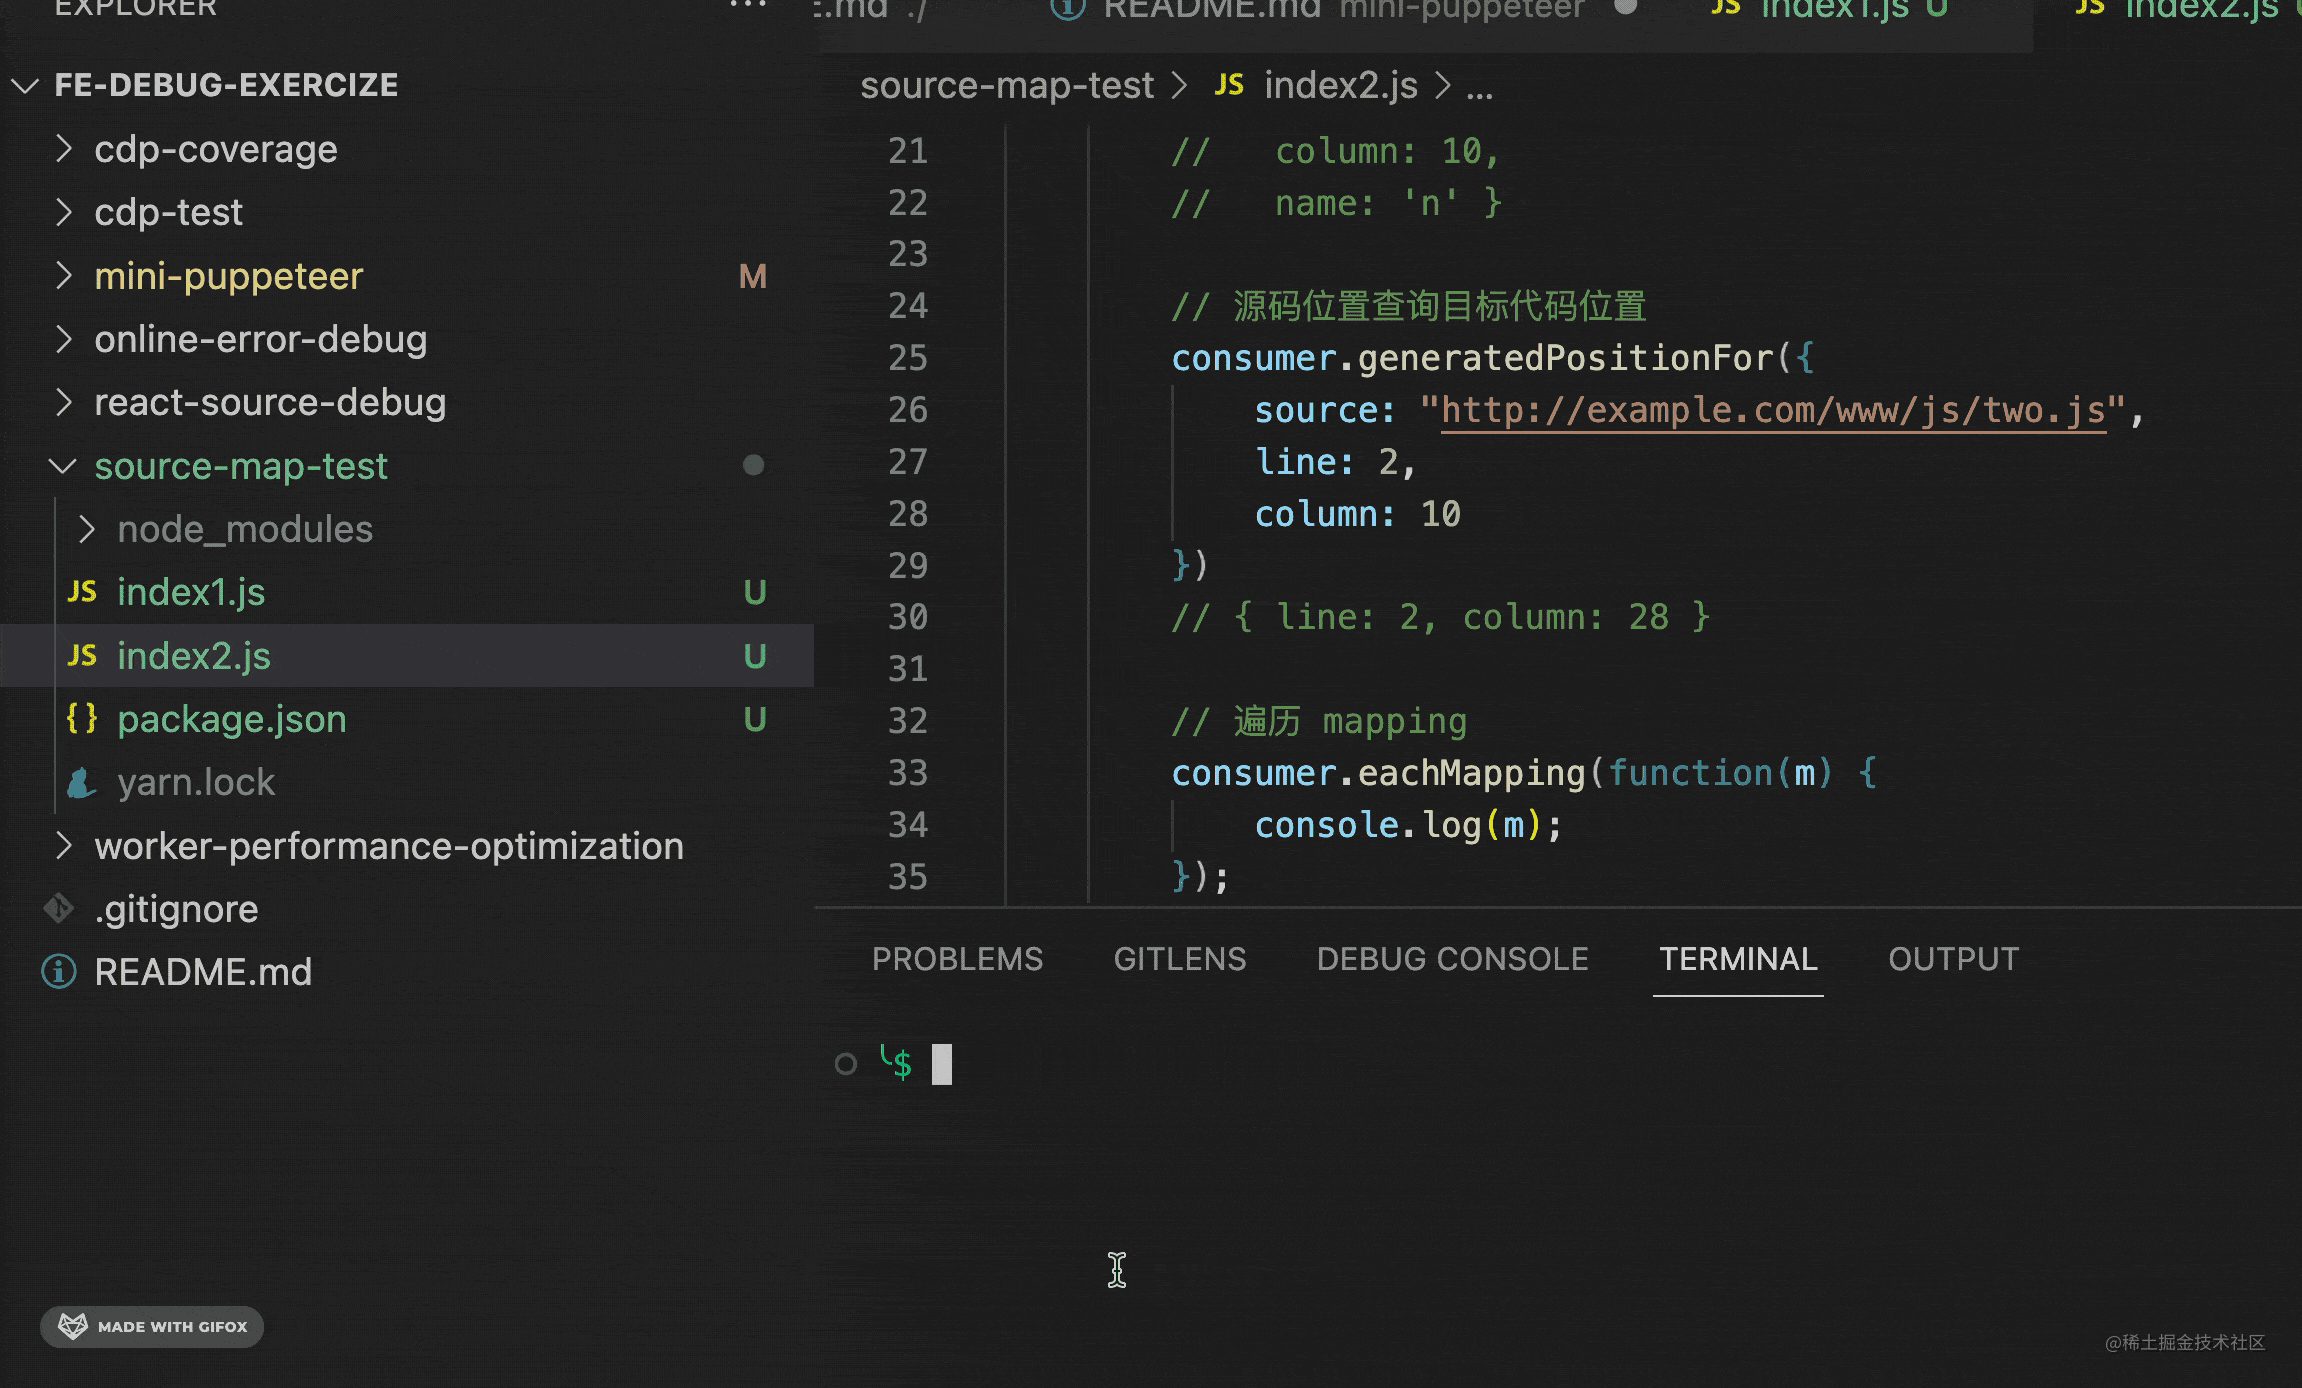 EXPLORER
FE-DEBUG-EXERCIZE
cdp-coverage
cdp-test
mini-puppeteer M
online-error-debug
react-source-debug
source-map-test
node_modules
JS index1.js U
JS index2.js U
{} package.json U
yarn.lock
worker-performance-optimization
.gitignore
README.md
MADE WITH GIFOX
.md ./ README.md mini-puppeteer JS index1.js U JS index2.js
source-map-test > JS index2.js > ...
21 //   column: 10,
22 //   name: 'n' }
23
24 // 源码位置查询目标代码位置
25 consumer.generatedPositionFor({
26 source: "http://example.com/www/js/two.js",
27 line: 2,
28 column: 10
29 })
30 // { line: 2, column: 28 }
31
32 // 遍历 mapping
33 consumer.eachMapping(function(m) {
34 console.log(m);
35 });
PROBLEMS GITLENS DEBUG CONSOLE TERMINAL OUTPUT
╰$
@稀土掘金技术社区